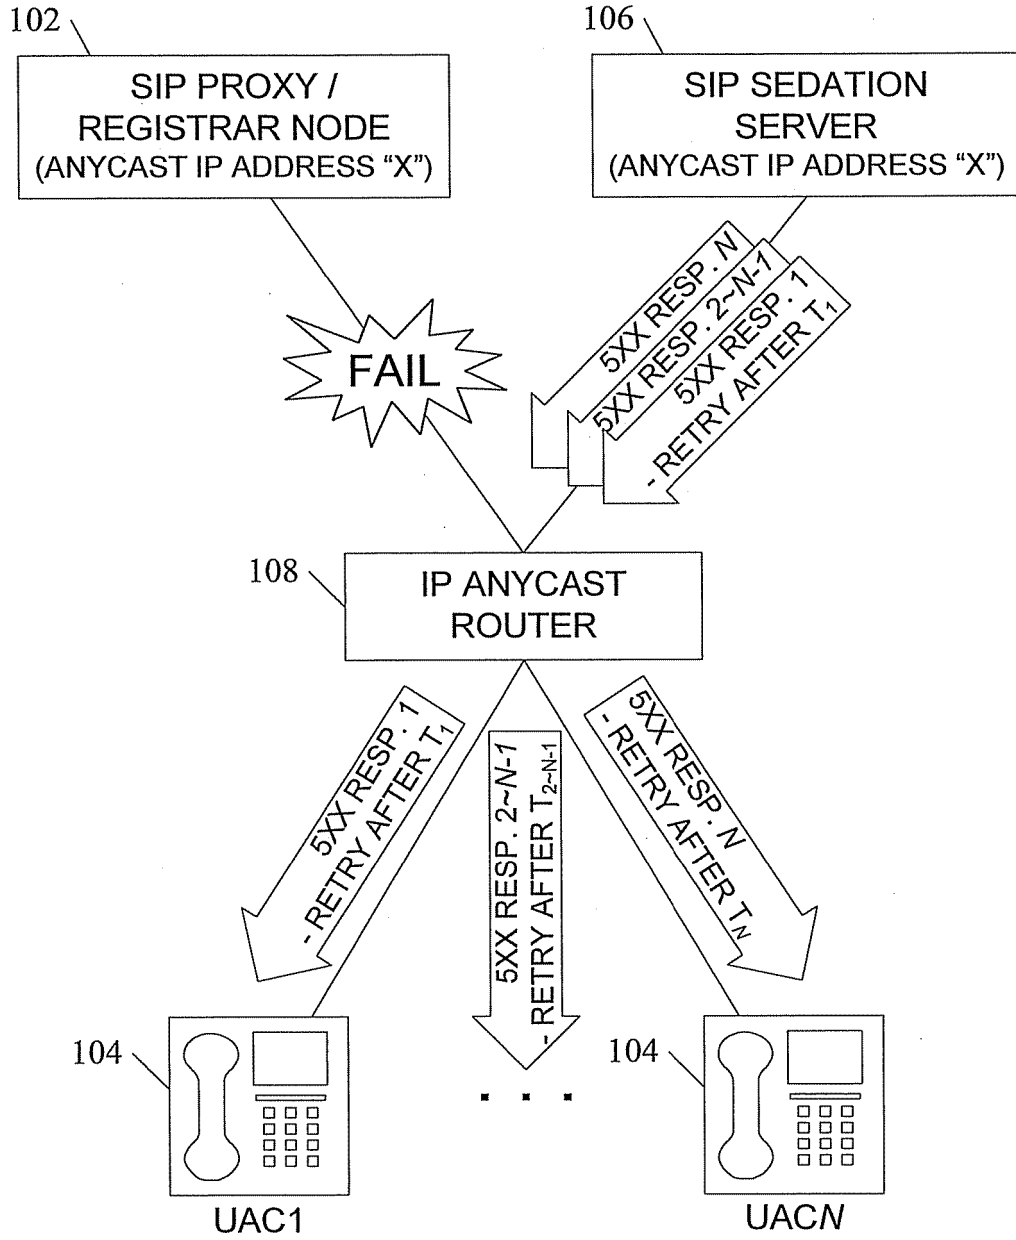 102
SIP PROXY /
REGISTRAR NODE
(ANYCAST IP ADDRESS “X”)
106
SIP SEDATION
SERVER
(ANYCAST IP ADDRESS “X”)
FAIL
5XX RESP. N
5XX RESP. 2~N-1
5XX RESP. 1
- RETRY AFTER T1
108
IP ANYCAST
ROUTER
5XX RESP. 1
- RETRY AFTER T1
5XX RESP. 2~N-1
- RETRY AFTER T2~N-1
5XX RESP. N
- RETRY AFTER TN
104
UAC1
. . .
104
UACN